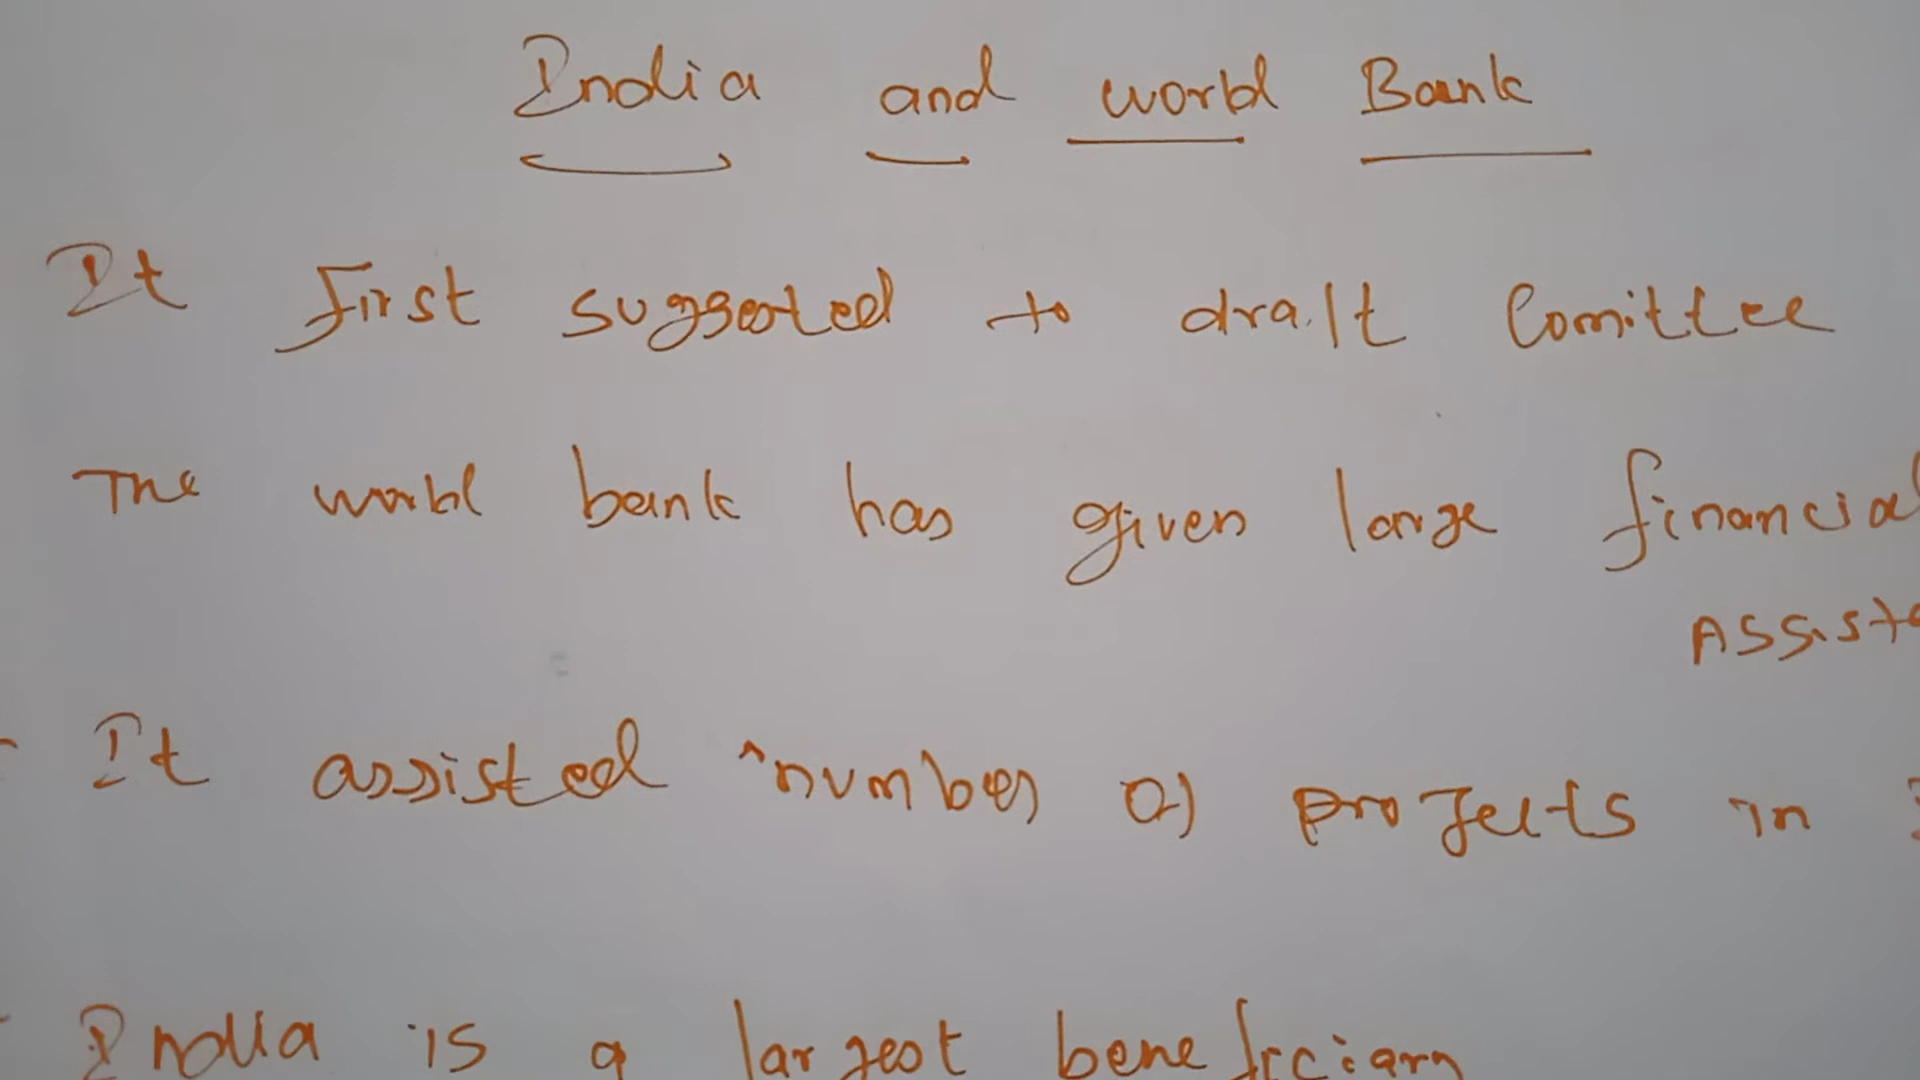 India and world Bank
It first suggested to draft Comittee
The world bank has given large financial
Assista
It assisted number of projects in
India is a largest beneficiary